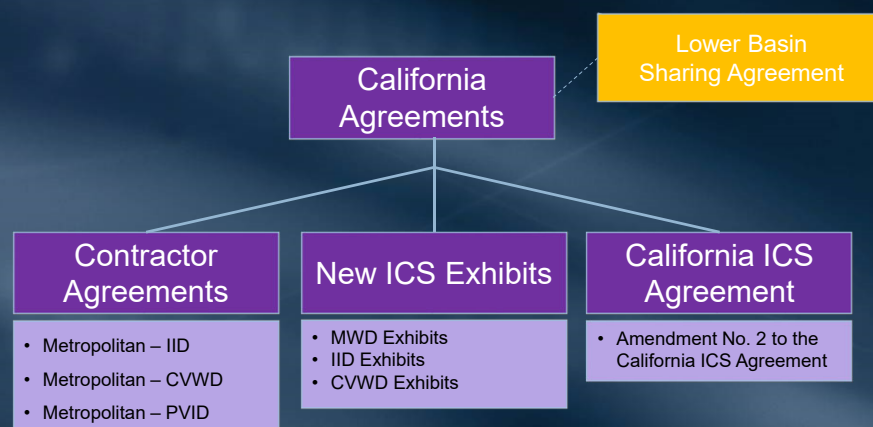 Lower Basin
Sharing Agreement
California
Agreements
Contractor
Agreements
• Metropolitan – IID
• Metropolitan – CVWD
• Metropolitan – PVID
New ICS Exhibits
• MWD Exhibits
• IID Exhibits
• CVWD Exhibits
California ICS
Agreement
• Amendment No. 2 to the
California ICS Agreement